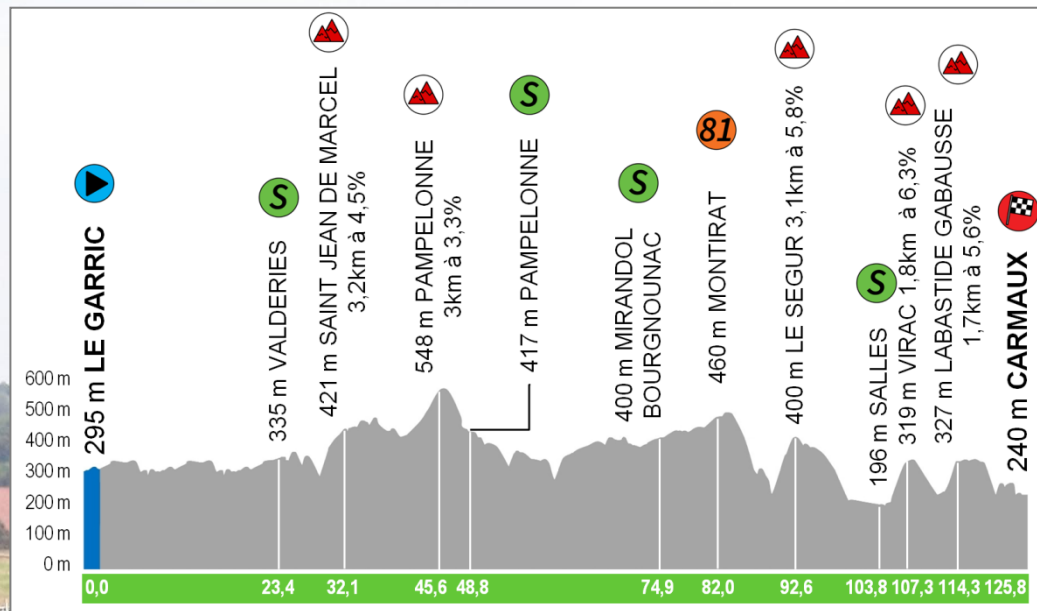 295 m LE GARRIC
S
335 m VALDERIES
421 m SAINT JEAN DE MARCEL
3,2km à 4,5%
548 m PAMPELONNE
3km à 3,3%
S
417 m PAMPELONNE
S
400 m MIRANDOL
BOURGNOUNAC
81
460 m MONTIRAT
400 m LE SEGUR 3,1km à 5,8%
S
196 m SALLES
319 m VIRAC 1,8km à 6,3%
327 m LABASTIDE GABAUSSE
1,7km à 5,6%
240 m CARMAUX
600 m
500 m
400 m
300 m
200 m
100 m
0 m
0,0 23,4 32,1 45,6 48,8 74,9 82,0 92,6 103,8 107,3 114,3 125,8